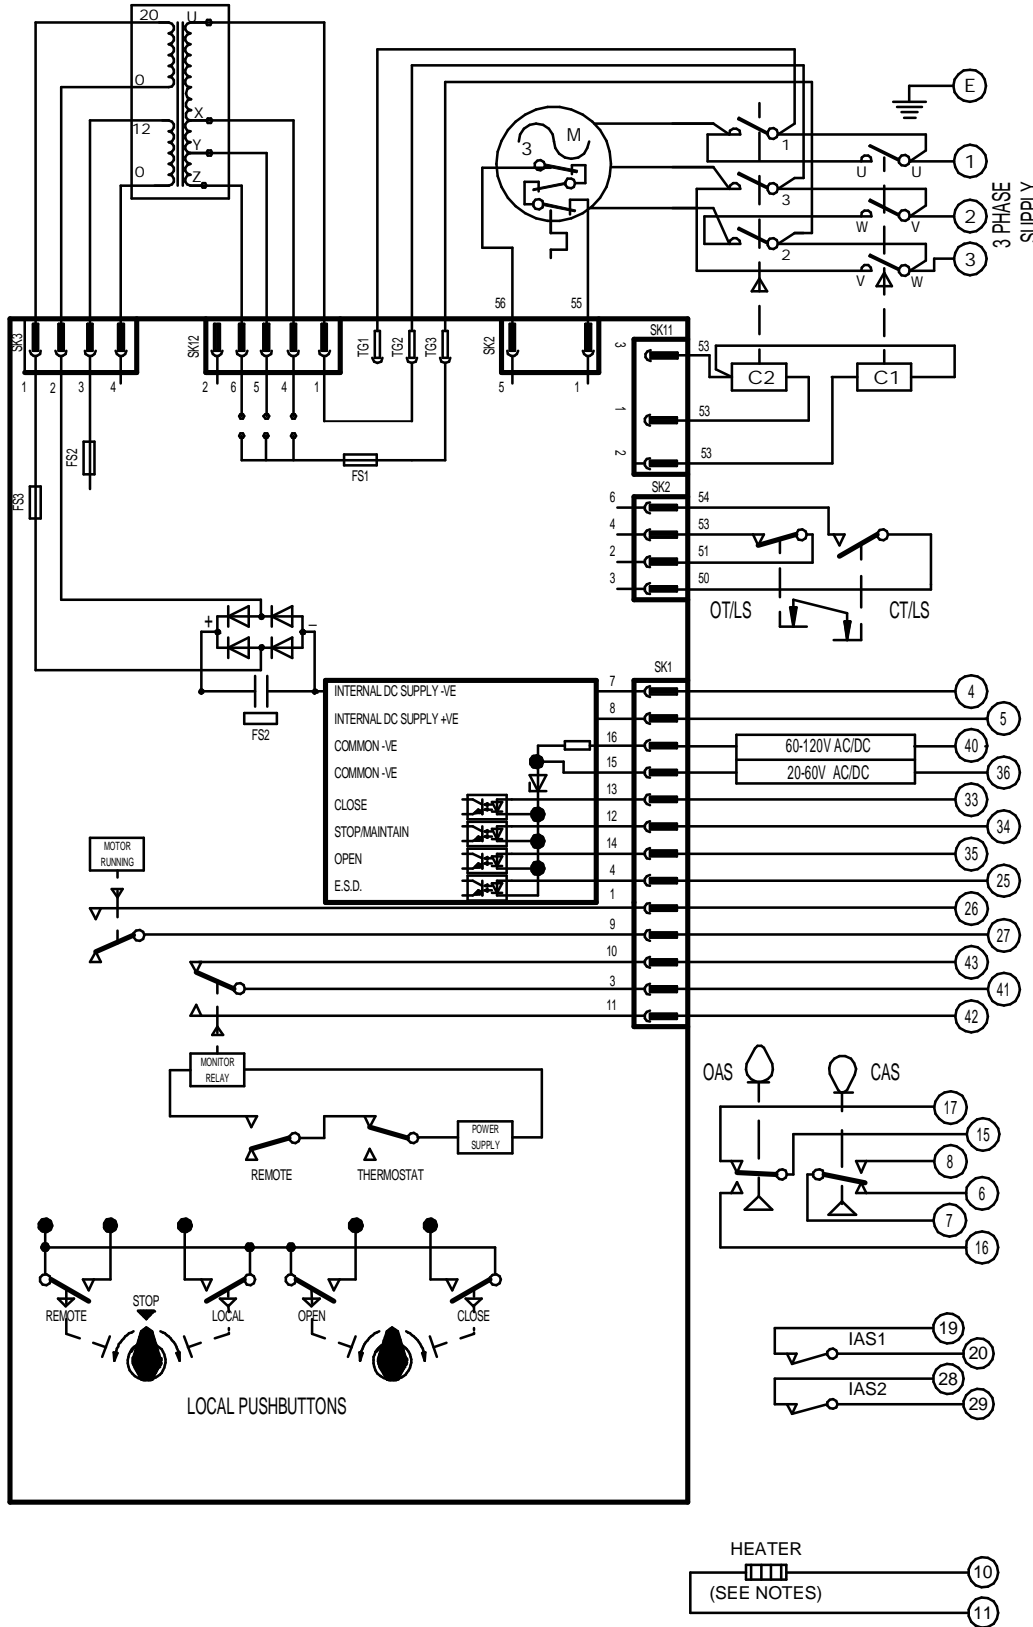 20
U
0
X
12
Y
0
Z
3
M
1
3
2
U
U
W
V
V
W
E
1
2
3
3 PHASE
SUPPLY
56
55
SK3
1
2
3
4
SK12
2
6
5
4
1
TG1
TG2
TG3
SK2
5
1
SK11
3
53
1
53
2
53
C2
C1
FS3
FS2
FS1
SK2
6
54
4
53
2
51
3
50
OT/LS
CT/LS
+
–
FS2
SK1
INTERNAL DC SUPPLY -VE
7
4
INTERNAL DC SUPPLY +VE
8
5
COMMON -VE
16
60-120V AC/DC
40
COMMON -VE
15
20-60V AC/DC
36
CLOSE
13
33
STOP/MAINTAIN
12
34
OPEN
14
35
E.S.D.
4
25
1
26
MOTOR
RUNNING
9
27
10
43
3
41
11
42
MONITOR
RELAY
REMOTE
THERMOSTAT
POWER
SUPPLY
OAS
CAS
17
15
8
6
7
16
REMOTE
STOP
LOCAL
OPEN
CLOSE
LOCAL PUSHBUTTONS
19
IAS1
20
28
IAS2
29
HEATER
(SEE NOTES)
10
11